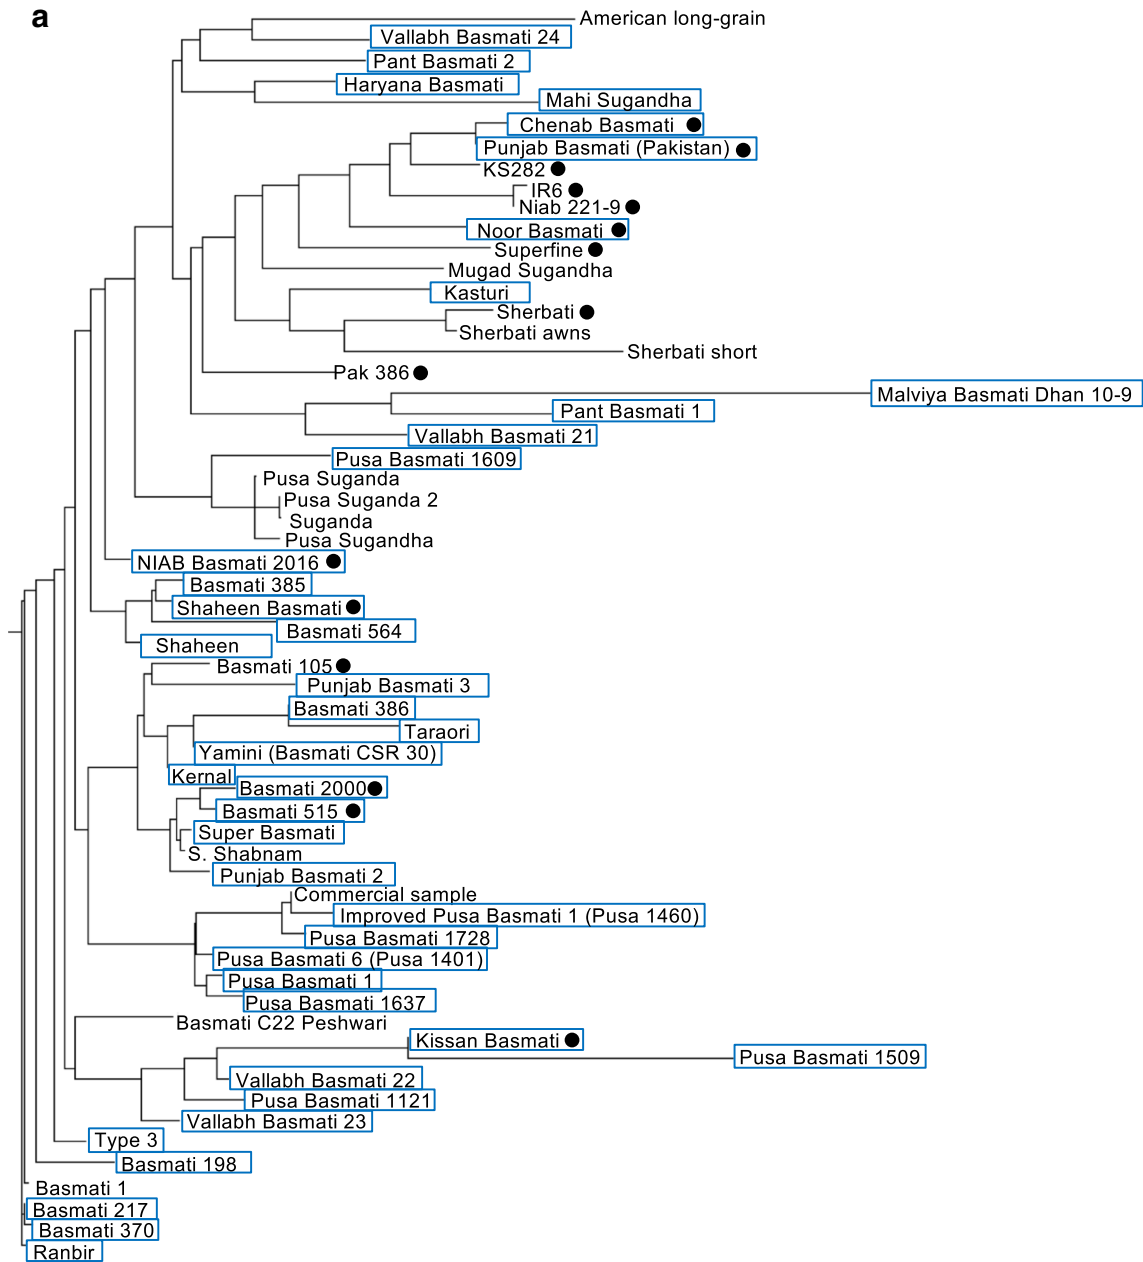 a
American long-grain
Vallabh Basmati 24
Pant Basmati 2
Haryana Basmati
Mahi Sugandha
Chenab Basmati
Punjab Basmati (Pakistan)
KS282
IR6
Niab 221-9
Noor Basmati
Superfine
Mugad Sugandha
Kasturi
Sherbati
Sherbati awns
Sherbati short
Pak 386
Malviya Basmati Dhan 10-9
Pant Basmati 1
Vallabh Basmati 21
Pusa Basmati 1609
Pusa Suganda
Pusa Suganda 2
Suganda
Pusa Sugandha
NIAB Basmati 2016
Basmati 385
Shaheen Basmati
Basmati 564
Shaheen
Basmati 105
Punjab Basmati 3
Basmati 386
Taraori
Yamini (Basmati CSR 30)
Kernal
Basmati 2000
Basmati 515
Super Basmati
S. Shabnam
Punjab Basmati 2
Commercial sample
Improved Pusa Basmati 1 (Pusa 1460)
Pusa Basmati 1728
Pusa Basmati 6 (Pusa 1401)
Pusa Basmati 1
Pusa Basmati 1637
Basmati C22 Peshwari
Kissan Basmati
Pusa Basmati 1509
Vallabh Basmati 22
Pusa Basmati 1121
Vallabh Basmati 23
Type 3
Basmati 198
Basmati 1
Basmati 217
Basmati 370
Ranbir